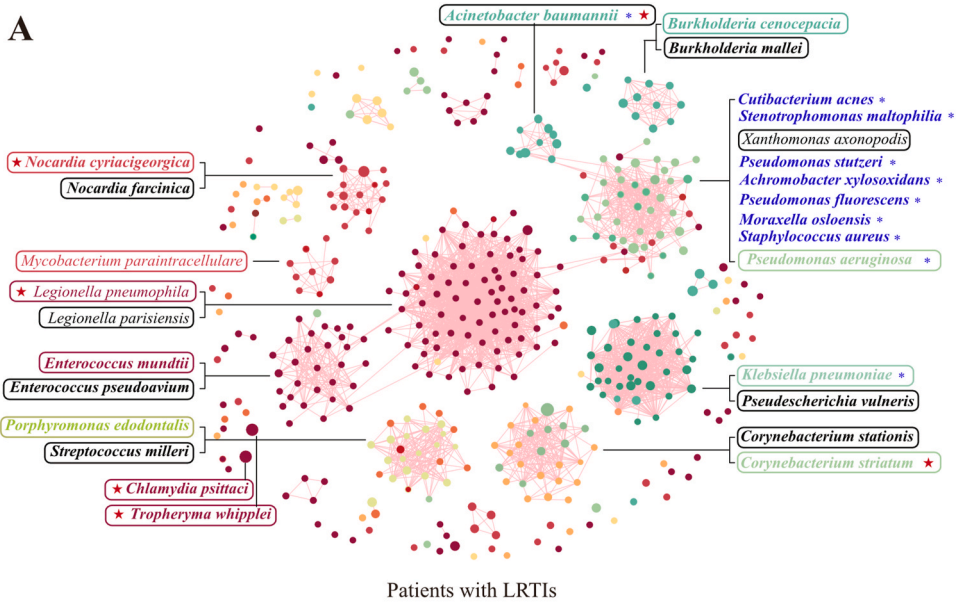 A
Acinetobacter baumannii * ★
Burkholderia cenocepacia
Burkholderia mallei
Cutibacterium acnes *
Stenotrophomonas maltophilia *
Xanthomonas axonopodis
Pseudomonas stutzeri *
Achromobacter xylosoxidans *
Pseudomonas fluorescens *
Moraxella osloensis *
Staphylococcus aureus *
Pseudomonas aeruginosa *
★ Nocardia cyriacigeorgica
Nocardia farcinica
Mycobacterium paraintracellulare
★ Legionella pneumophila
Legionella parisiensis
Enterococcus mundtii
Enterococcus pseudoavium
Klebsiella pneumoniae *
Pseudescherichia vulneris
Porphyromonas edodontalis
Streptococcus milleri
Corynebacterium stationis
Corynebacterium striatum ★
★ Chlamydia psittaci
★ Tropheryma whipplei
Patients with LRTIs